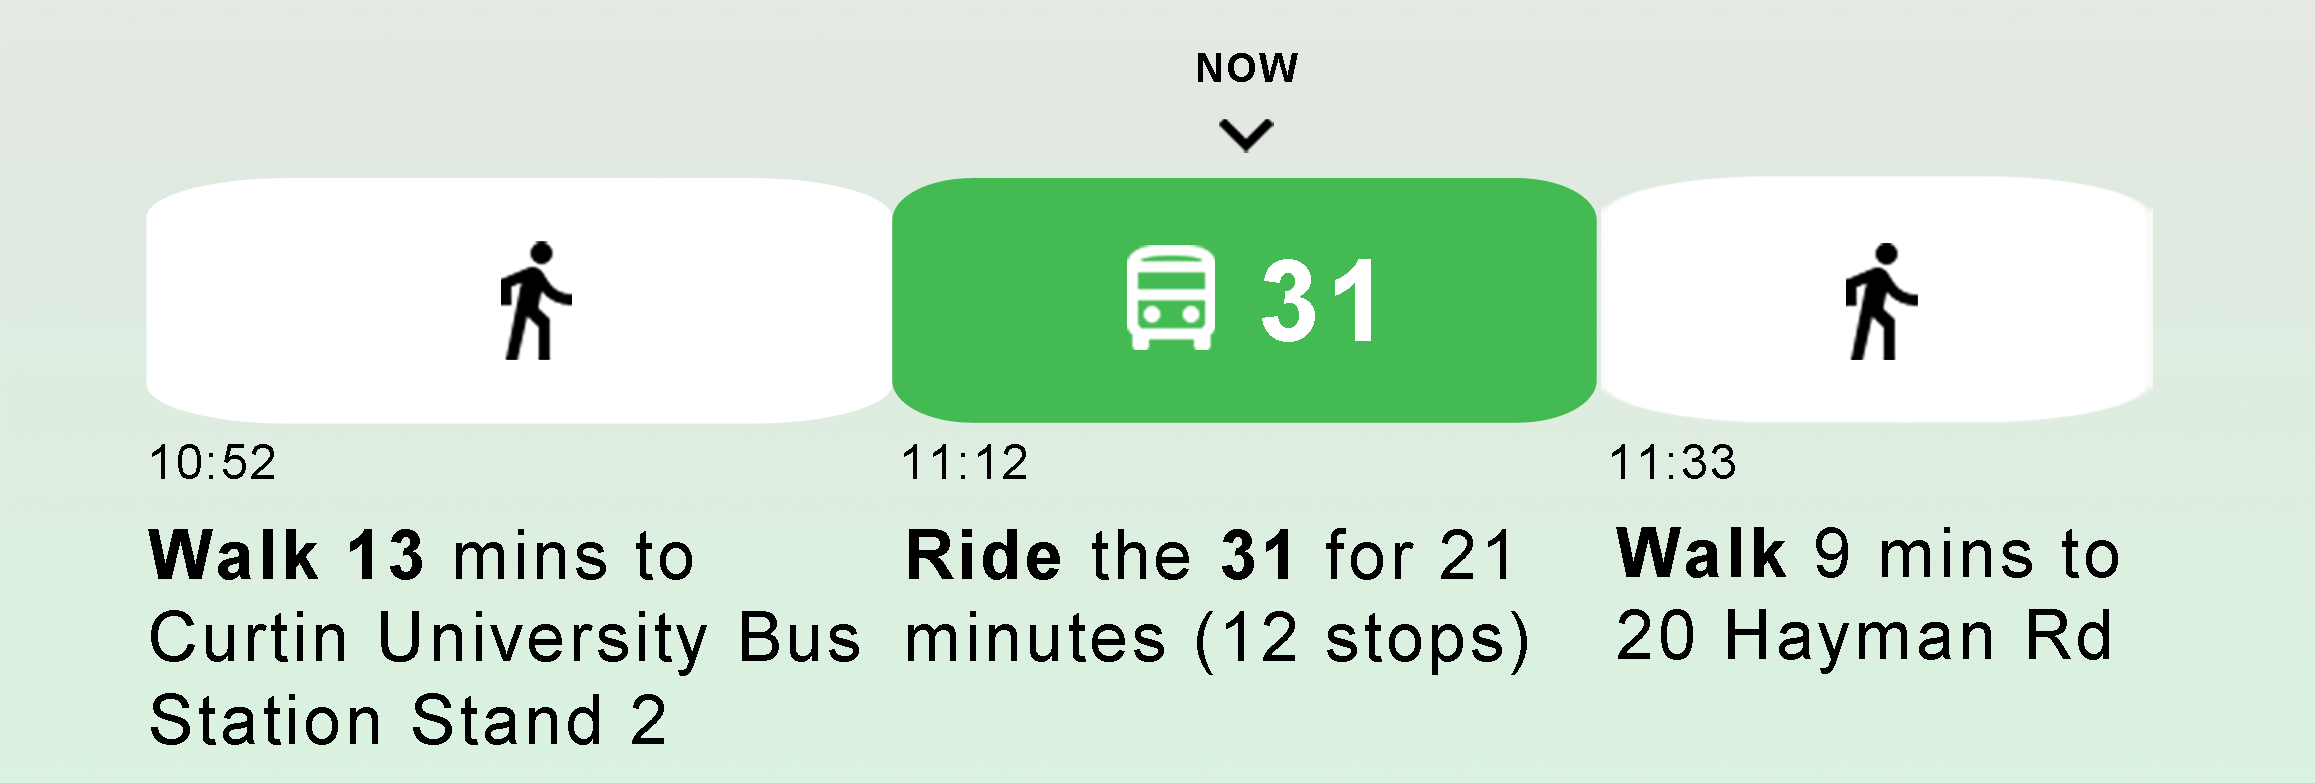 NOW
31
10:52
Walk 13 mins to
Curtin University Bus
Station Stand 2
11:12
Ride the 31 for 21
minutes (12 stops)
11:33
Walk 9 mins to
20 Hayman Rd